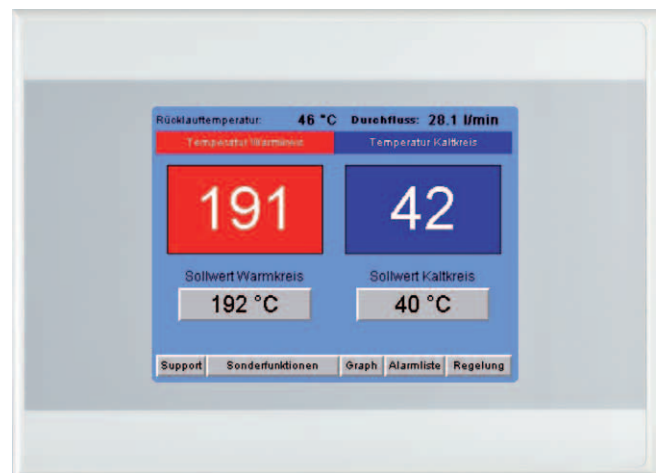 Rücklauftemperatur: 46 °C Durchfluss: 28.1 l/min
Temperatur Warmkreis Temperatur Kaltkreis
191 42
Sollwert Warmkreis Sollwert Kaltkreis
192 °C 40 °C
Support Sonderfunktionen Graph Alarmliste Regelung